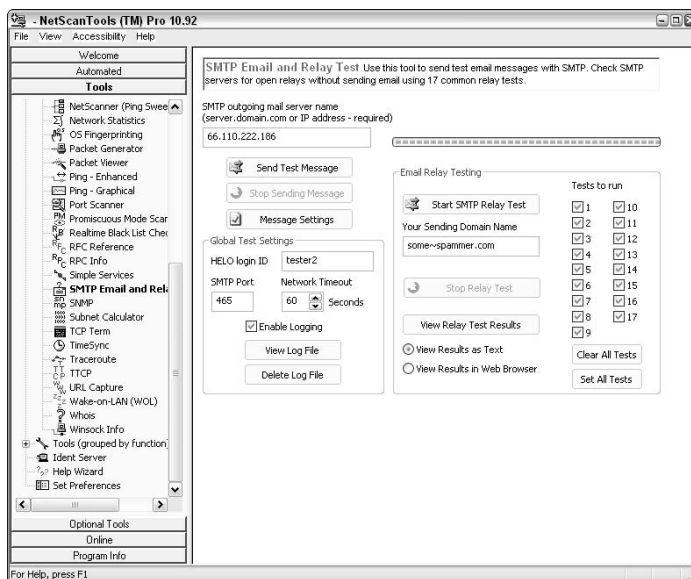 - NetScanTools (TM) Pro 10.92
File View Accessibility Help
Welcome
Automated
Tools
NetScanner (Ping Swee
Network Statistics
OS Fingerprinting
Packet Generator
Packet Viewer
Ping - Enhanced
Ping - Graphical
Port Scanner
Promiscuous Mode Scar
Realtime Black List Chec
RFC Reference
RPC Info
Simple Services
SMTP Email and Rela
SNMP
Subnet Calculator
TCP Term
TimeSync
Traceroute
TTCP
URL Capture
Wake-on-LAN (WOL)
Whois
Winsock Info
Tools (grouped by function)
Ident Server
Help Wizard
Set Preferences
Optional Tools
Online
Program Info
For Help, press F1
SMTP Email and Relay Test Use this tool to send test email messages with SMTP. Check SMTP
servers for open relays without sending email using 17 common relay tests.
SMTP outgoing mail server name
(server.domain.com or IP address - required)
66.110.222.186
Send Test Message
Stop Sending Message
Message Settings
Global Test Settings
HELO login ID tester2
SMTP Port Network Timeout
465 60 Seconds
Enable Logging
View Log File
Delete Log File
Email Relay Testing
Start SMTP Relay Test
Your Sending Domain Name
some~spammer.com
Stop Relay Test
View Relay Test Results
View Results as Text
View Results in Web Browser
Tests to run
1 10
2 11
3 12
4 13
5 14
6 15
7 16
8 17
9
Clear All Tests
Set All Tests